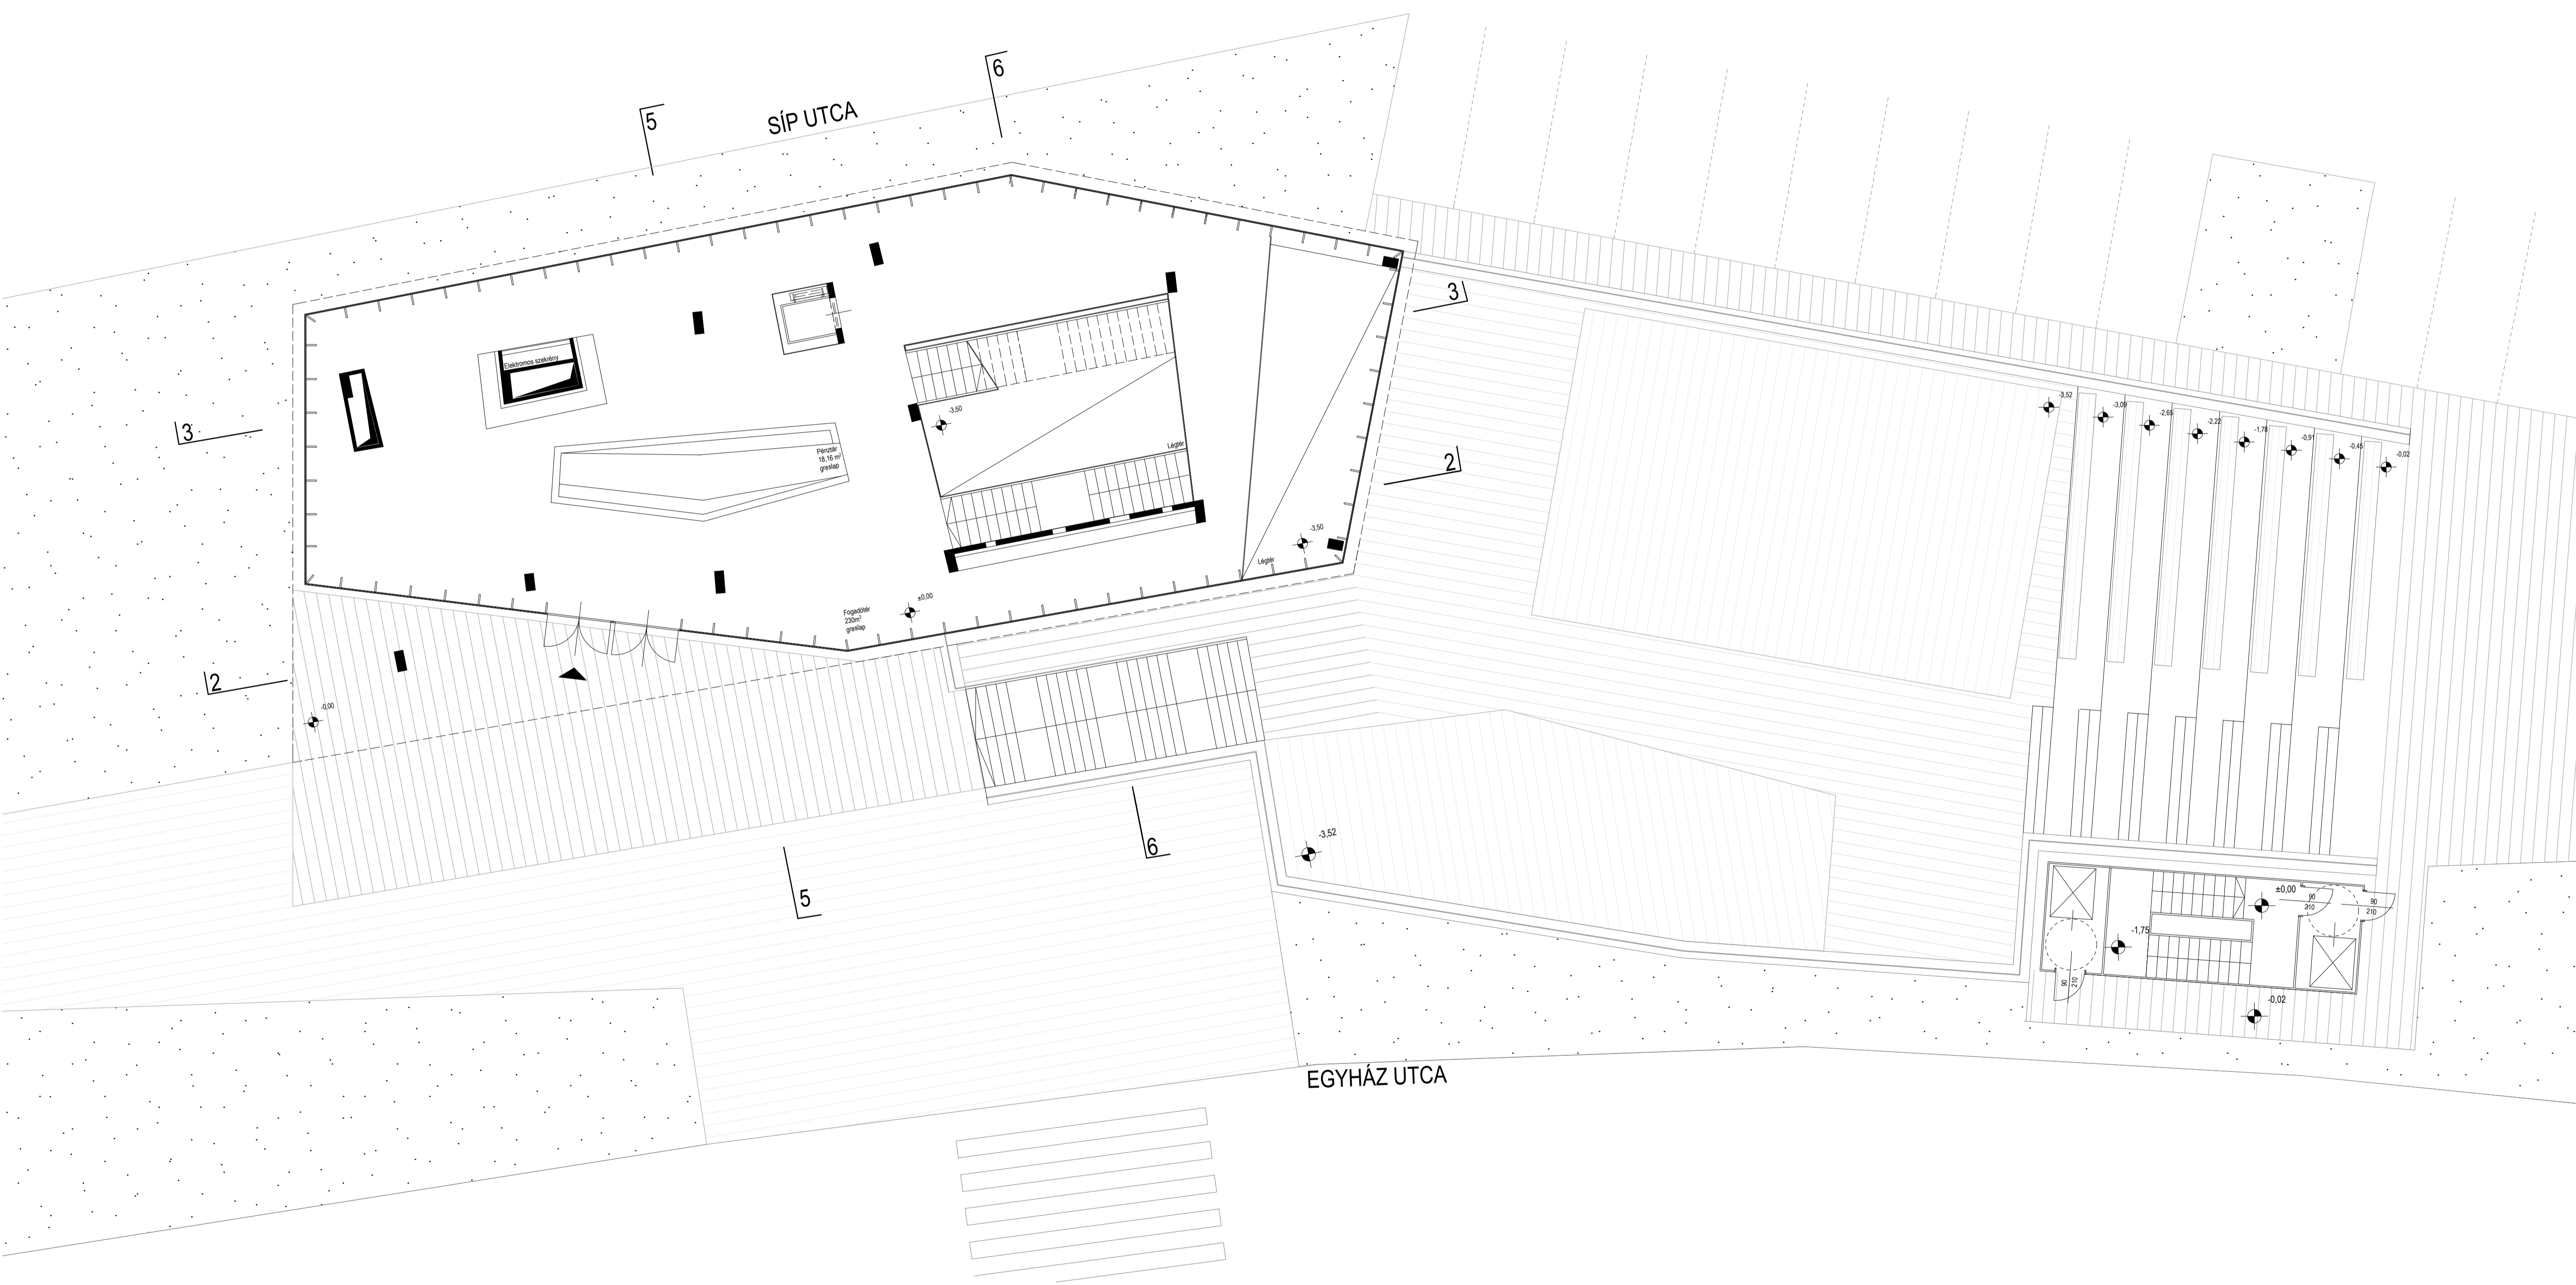 6
5
SÍP UTCA
3
Elektromos szekrény
3
-3,52
-3,09
-2,65
-2,22
-1,78
-0,91
-0,45
-0,02
-3,50
Pénztár
18,16 m²
greslap
Légtér
2
-3,50
Légtér
±0,00
Fogadótér
230m²
greslap
2
-0,00
-3,52
6
5
±0,00
90
210
90
210
-1,75
90
210
-0,02
EGYHÁZ UTCA